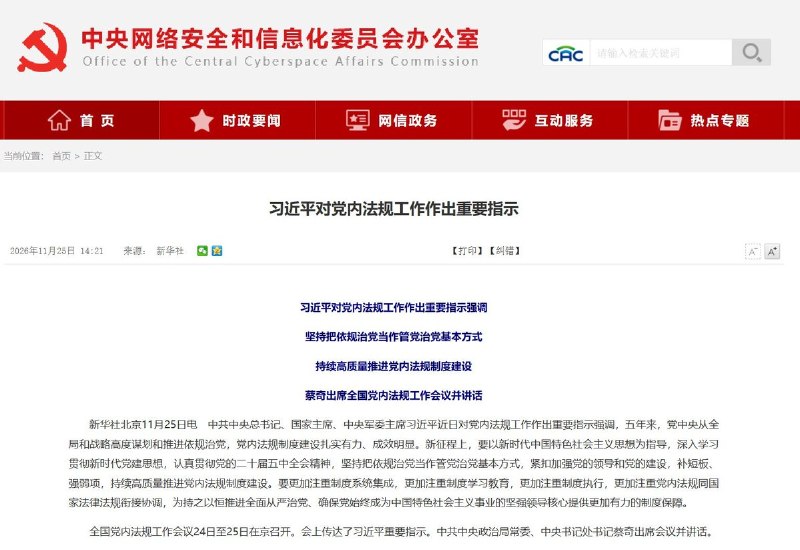 中央网络安全和信息化委员会办公室
Office of the Central Cyberspace Affairs Commission
CAC
请输入检索关键词
首 页
时政要闻
网信政务
互动服务
热点专题
当前位置： 首页 > 正文
习近平对党内法规工作作出重要指示
2026年11月25日 14:21 来源： 新华社
【打印】【纠错】
A- A+
习近平对党内法规工作作出重要指示强调
坚持把依规治党当作管党治党基本方式
持续高质量推进党内法规制度建设
蔡奇出席全国党内法规工作会议并讲话
新华社北京11月25日电 中共中央总书记、国家主席、中央军委主席习近平近日对党内法规工作作出重要指示强调，五年来，党中央从全
局和战略高度谋划和推进依规治党，党内法规制度建设扎实有力、成效明显。新征程上，要以新时代中国特色社会主义思想为指导，深入学习
贯彻新时代党建思想，认真贯彻党的二十届五中全会精神，坚持把依规治党当作管党治党基本方式，紧扣加强党的领导和党的建设，补短板、
强弱项，持续高质量推进党内法规制度建设。要更加注重制度系统集成，更加注重制度学习教育，更加注重制度执行，更加注重党内法规同国
家法律法规衔接协调，为持之以恒推进全面从严治党、确保党始终成为中国特色社会主义事业的坚强领导核心提供更加有力的制度保障。
全国党内法规工作会议24日至25日在京召开。会上传达了习近平重要指示。中共中央政治局常委、中央书记处书记蔡奇出席会议并讲话。